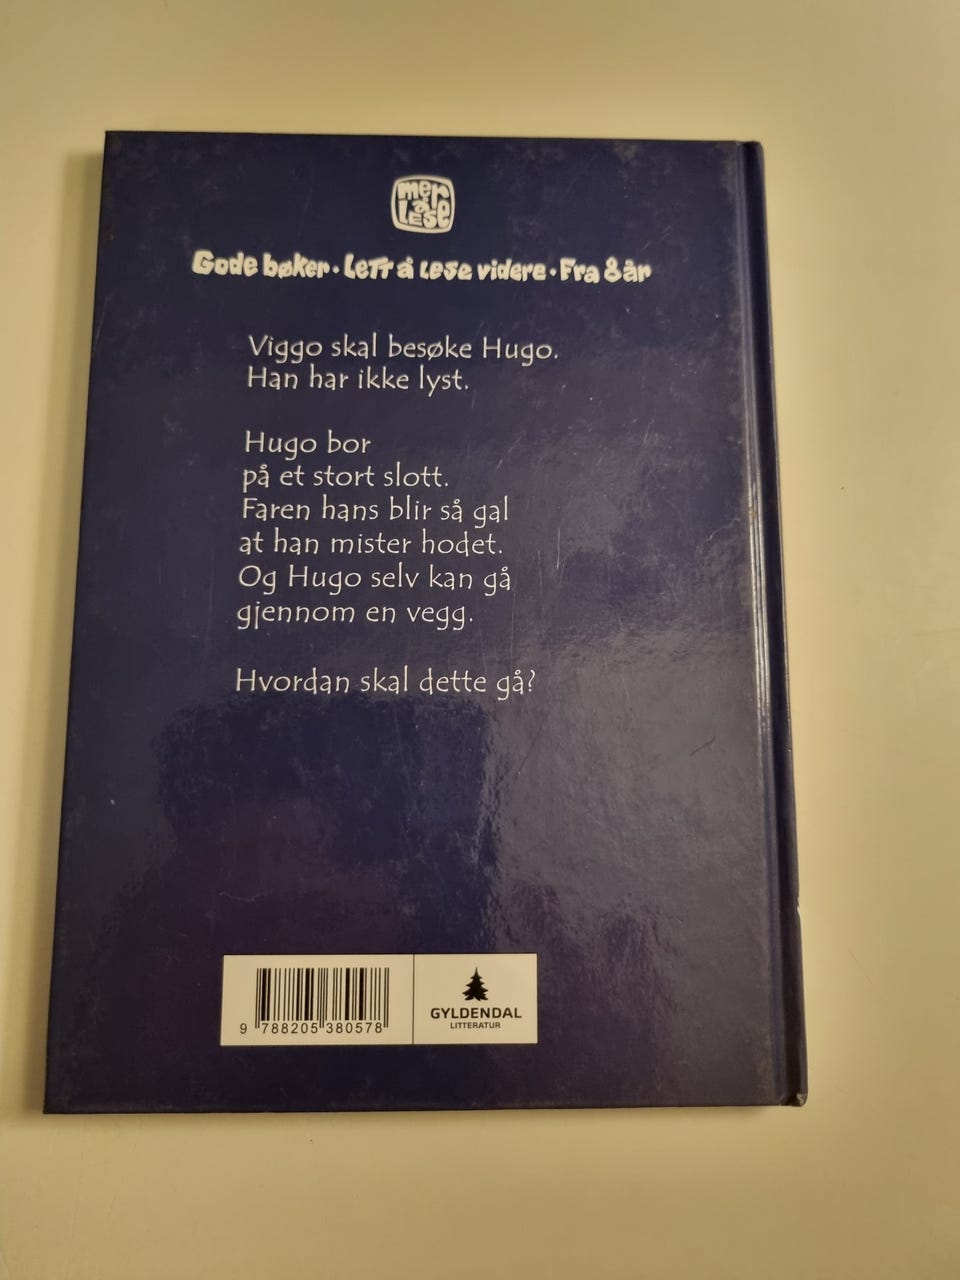 mer
å
LESE
Gode bøker · Lett å lese videre · Fra 8 år
Viggo skal besøke Hugo.
Han har ikke lyst.
Hugo bor
på et stort slott.
Faren hans blir så gal
at han mister hodet.
Og Hugo selv kan gå
gjennom en vegg.
Hvordan skal dette gå?
9 788205 380578
GYLDENDAL
LITTERATUR